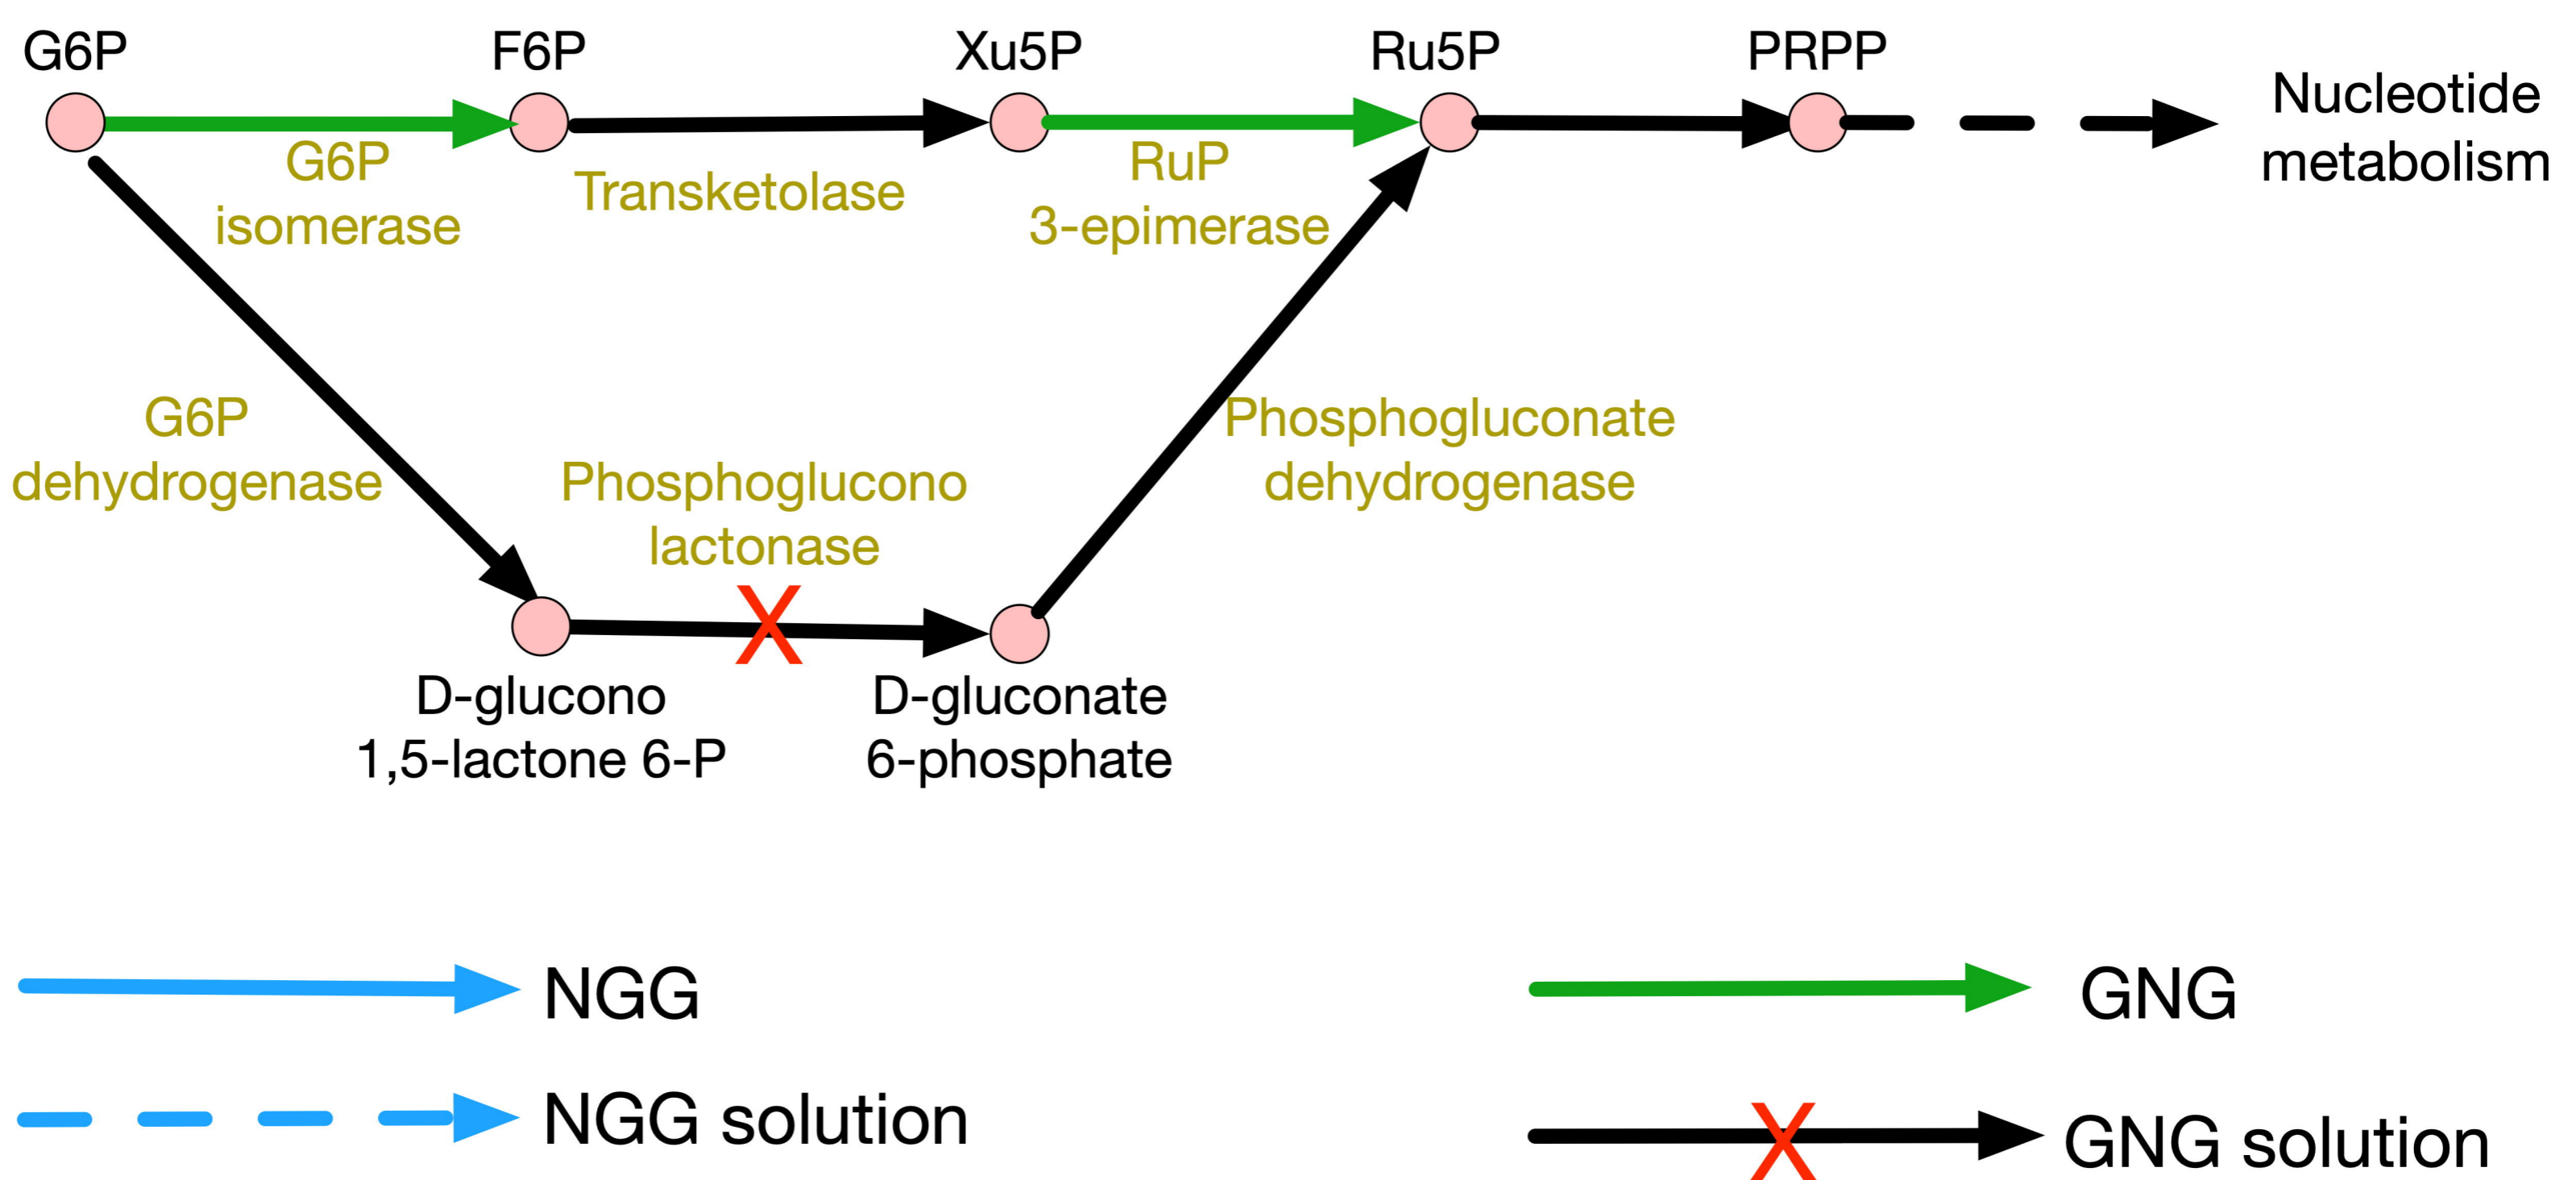 G6P
F6P
Xu5P
Ru5P
PRPP
Nucleotide
metabolism
G6P
isomerase
Transketolase
RuP
3-epimerase
G6P
dehydrogenase
Phosphoglucono
lactonase
Phosphogluconate
dehydrogenase
X
D-glucono
1,5-lactone 6-P
D-gluconate
6-phosphate
NGG
GNG
NGG solution
X
GNG solution